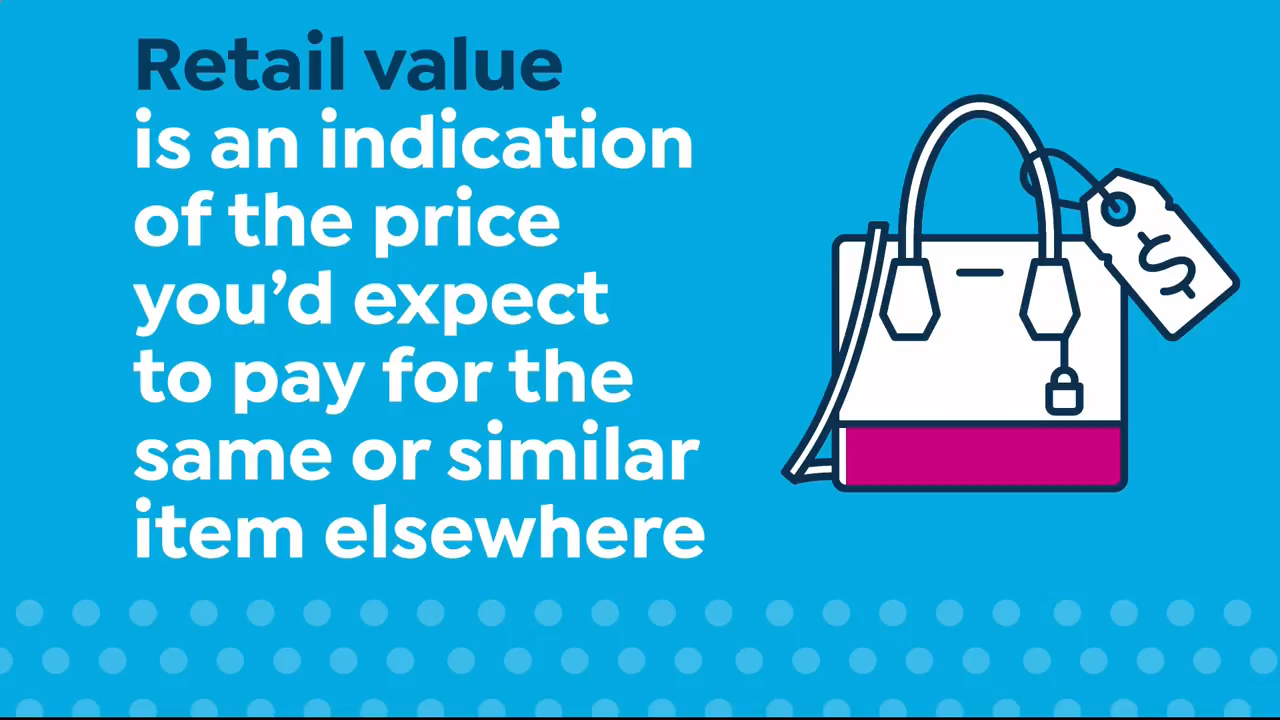 Retail value
is an indication
of the price
you’d expect
to pay for the
same or similar
item elsewhere
$